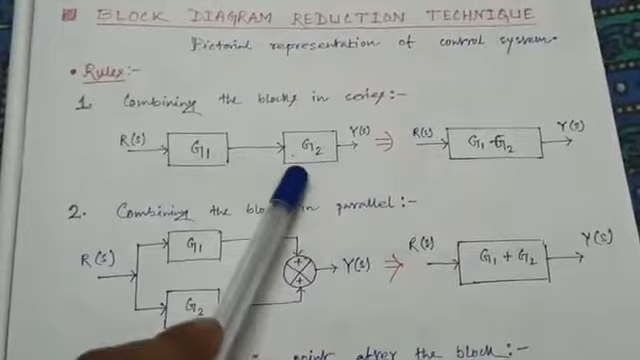 BLOCK DIAGRAM REDUCTION TECHNIQUE
Pictorial representation of control system.
• Rules:-
1. Combining the blocks in series:-
R(s) G1 G2 Y(s) ⇒ R(s) G1 - G2 Y(s)
2. Combining the in parallel:-
R(s) G1 + + Y(s) ⇒ R(s) G1 + G2 Y(s)
G2
point after the block:-